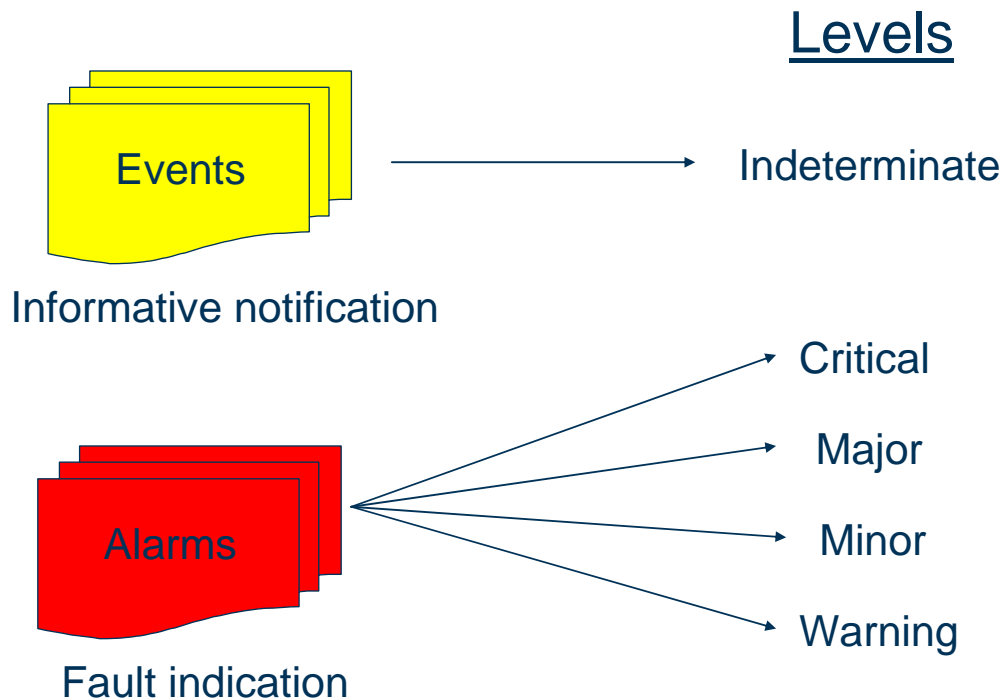 Levels
Events
Indeterminate
Informative notification
Critical
Major
Alarms
Minor
Warning
Fault indication